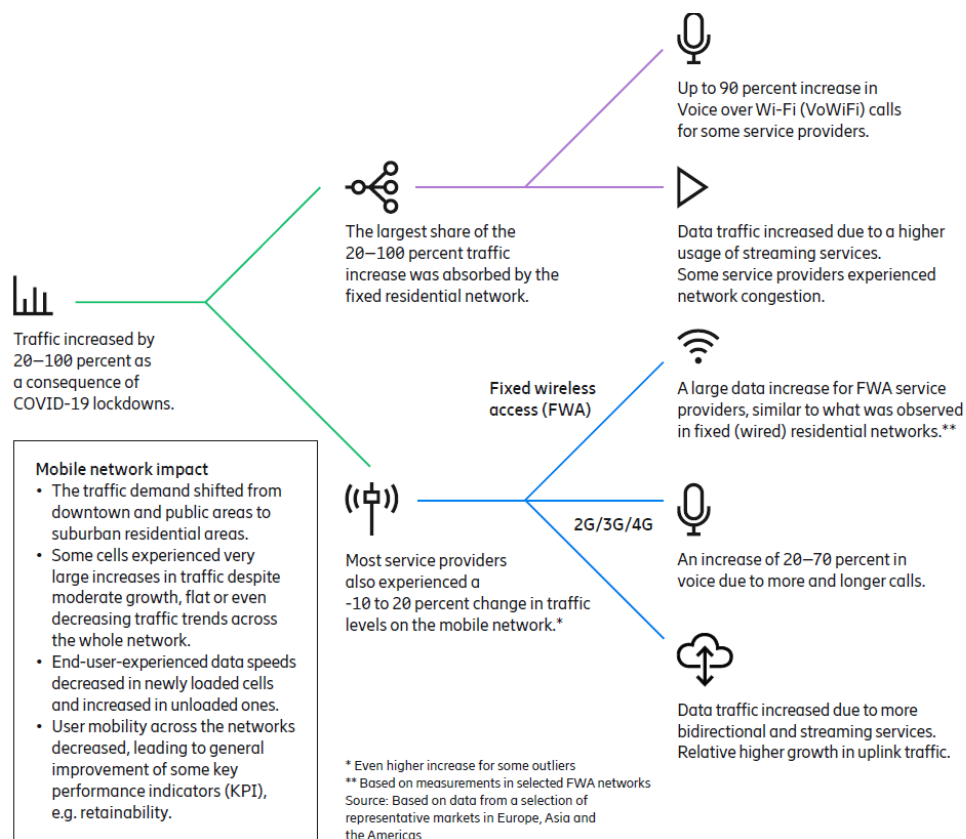 Up to 90 percent increase in
Voice over Wi-Fi (VoWiFi) calls
for some service providers.
The largest share of the
20–100 percent traffic
increase was absorbed by the
fixed residential network.
Data traffic increased due to a higher
usage of streaming services.
Some service providers experienced
network congestion.
Traffic increased by
20–100 percent as
a consequence of
COVID-19 lockdowns.
Fixed wireless
access (FWA)
A large data increase for FWA service
providers, similar to what was observed
in fixed (wired) residential networks.**
Mobile network impact
• The traffic demand shifted from
downtown and public areas to
suburban residential areas.
• Some cells experienced very
large increases in traffic despite
moderate growth, flat or even
decreasing traffic trends across
the whole network.
• End-user-experienced data speeds
decreased in newly loaded cells
and increased in unloaded ones.
• User mobility across the networks
decreased, leading to general
improvement of some key
performance indicators (KPI),
e.g. retainability.
Most service providers
also experienced a
-10 to 20 percent change in traffic
levels on the mobile network.*
2G/3G/4G
An increase of 20–70 percent in
voice due to more and longer calls.
Data traffic increased due to more
bidirectional and streaming services.
Relative higher growth in uplink traffic.
* Even higher increase for some outliers
** Based on measurements in selected FWA networks
Source: Based on data from a selection of
representative markets in Europe, Asia and
the Americas